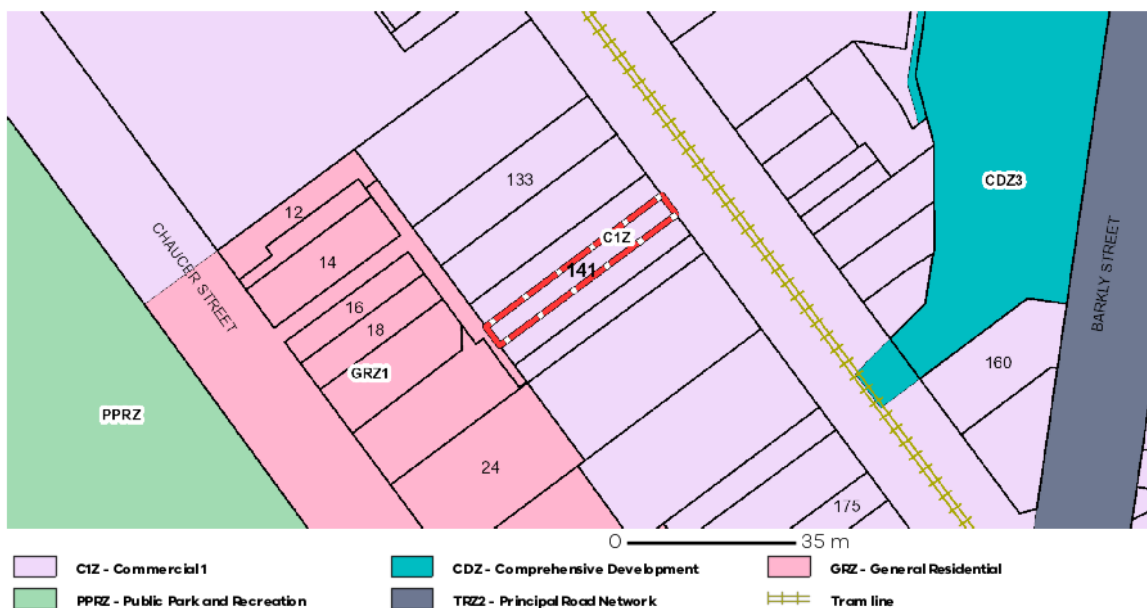 133
CDZ3
12
C1Z
BARKLY STREET
CHAUCER STREET
14
141
16
18
160
GRZ1
PPRZ
24
175
0 35 m
C1Z - Commercial 1
CDZ - Comprehensive Development
GRZ - General Residential
PPRZ - Public Park and Recreation
TRZ2 - Principal Road Network
Tram line